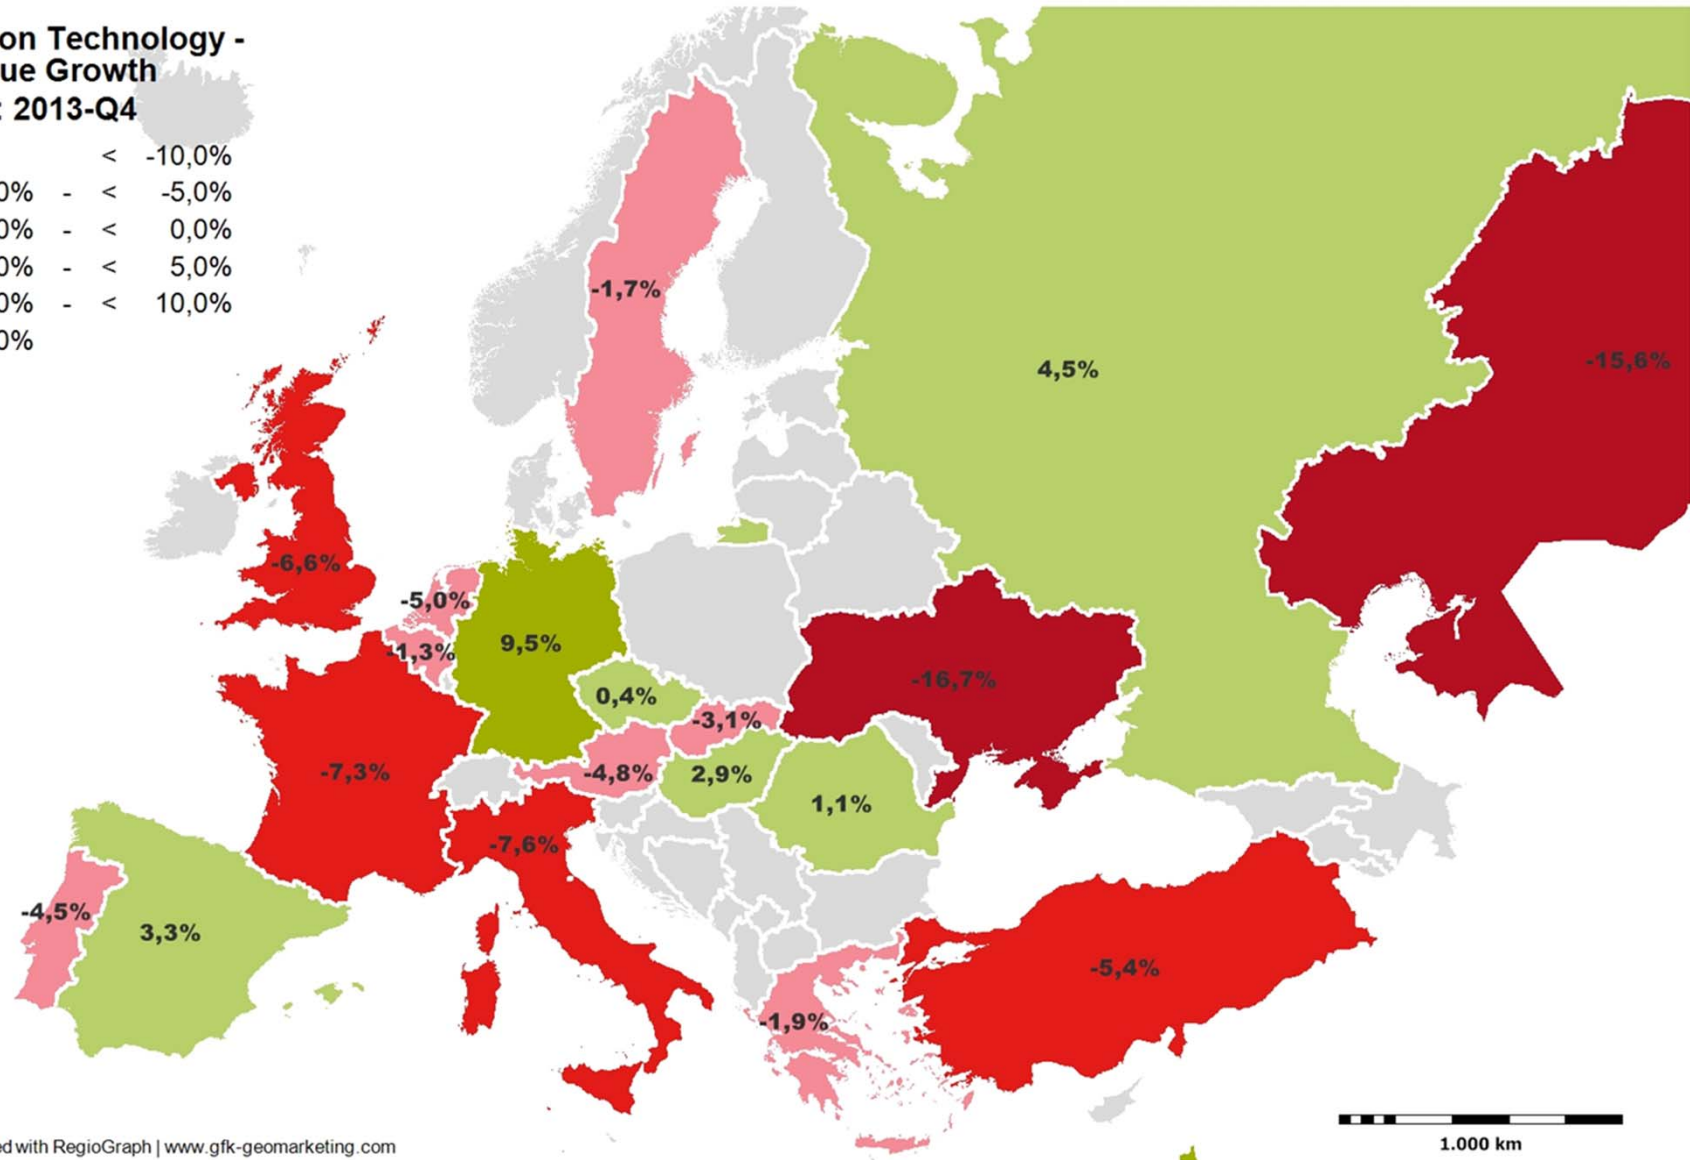 on Technology -
ue Growth
: 2013-Q4
< -10,0%
0% - < -5,0%
0% - < 0,0%
0% - < 5,0%
0% - < 10,0%
0%
-1,7%
4,5%
-15,6%
-6,6%
-5,0%
-1,3%
9,5%
0,4%
-16,7%
-3,1%
-7,3%
-4,8%
2,9%
1,1%
-7,6%
-4,5%
3,3%
-5,4%
-1,9%
ed with RegioGraph | www.gfk-geomarketing.com
1.000 km